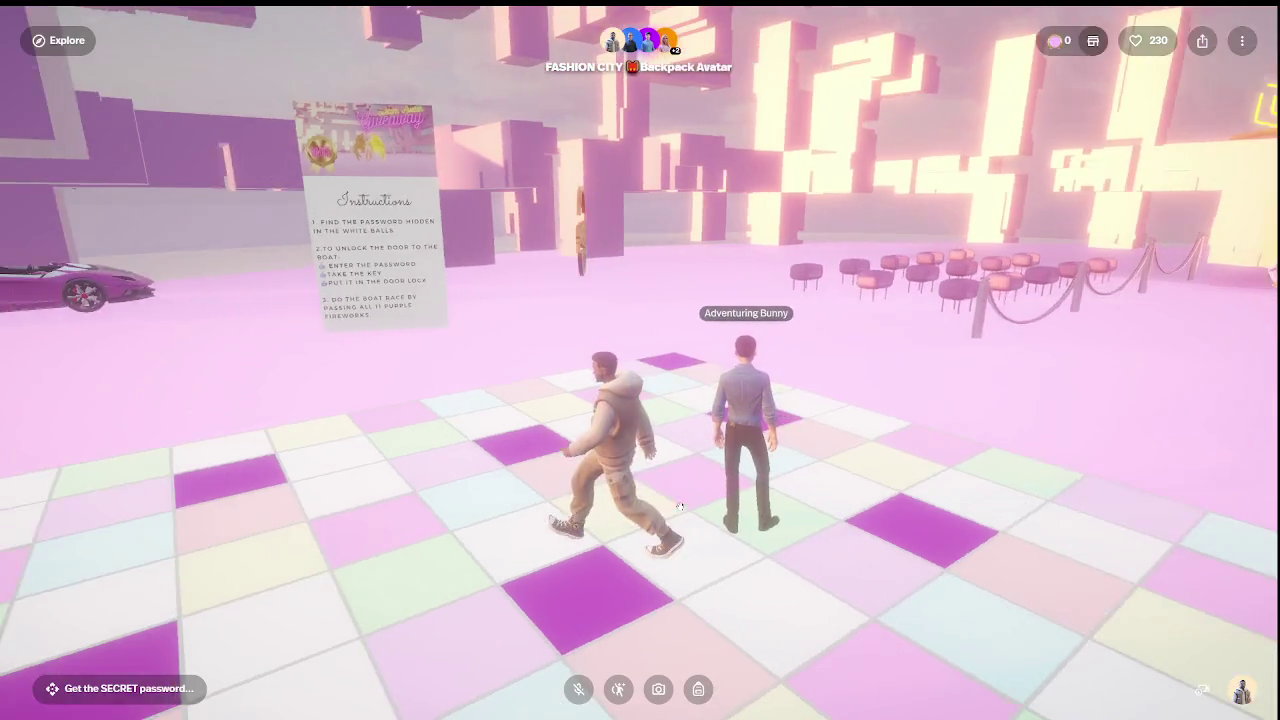 Explore
+2
0
230
FASHION CITY Backpack Avatar
Giveaway
Instructions
1. FIND THE PASSWORD HIDDEN
IN THE WHITE BALLS
2.TO UNLOCK THE DOOR TO THE
BOAT:
ENTER THE PASSWORD
TAKE THE KEY
PUT IT IN THE DOOR LOCK
3. DO THE BOAT RACE BY
PASSING ALL 11 PURPLE
FIREWORKS
Adventuring Bunny
Get the SECRET password...